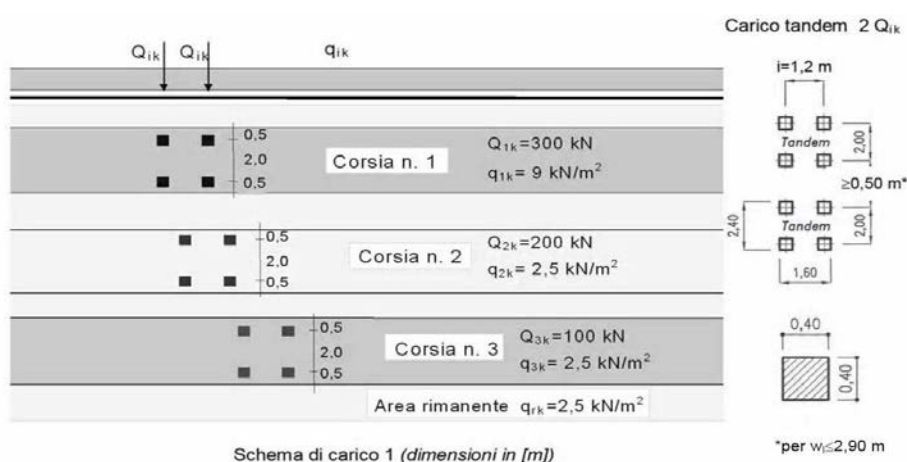 Carico tandem 2 Qik
Qik Qik qik
i=1,2 m
0,5
2,0
0,5
Corsia n. 1
Q1k=300 kN
q1k= 9 kN/m²
Tandem
2,00
≥0,50 m*
0,5
2,0
0,5
Corsia n. 2
Q2k=200 kN
q2k= 2,5 kN/m²
2,40
Tandem
2,00
1,60
0,5
2,0
0,5
Corsia n. 3
Q3k=100 kN
q3k= 2,5 kN/m²
0,40
0,40
Area rimanente qrk=2,5 kN/m²
Schema di carico 1 (dimensioni in [m])
*per wl≤2,90 m